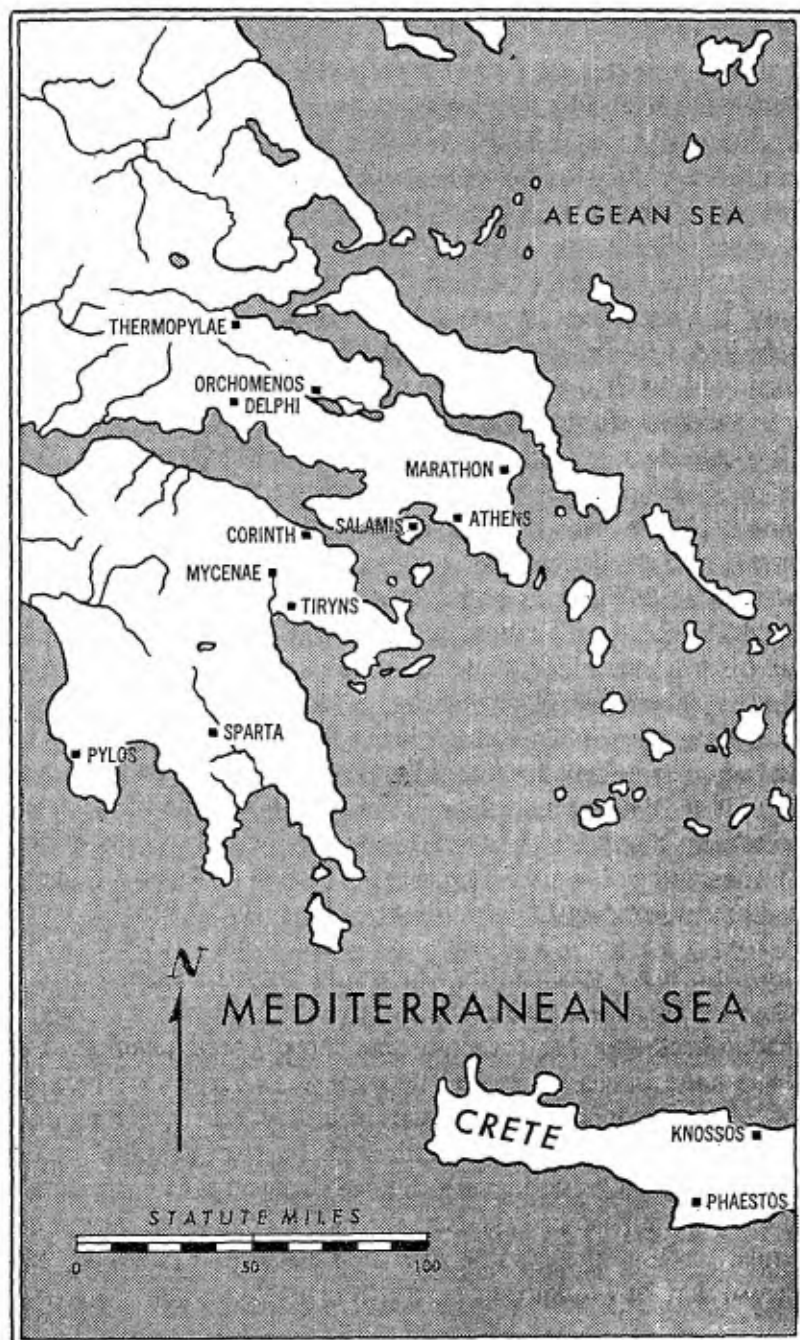 AEGEAN SEA
THERMOPYLAE
ORCHOMENOS
DELPHI
MARATHON
SALAMIS
ATHENS
CORINTH
MYCENAE
TIRYNS
SPARTA
PYLOS
N
MEDITERRANEAN SEA
CRETE
KNOSSOS
PHAESTOS
STATUTE MILES
0 50 100